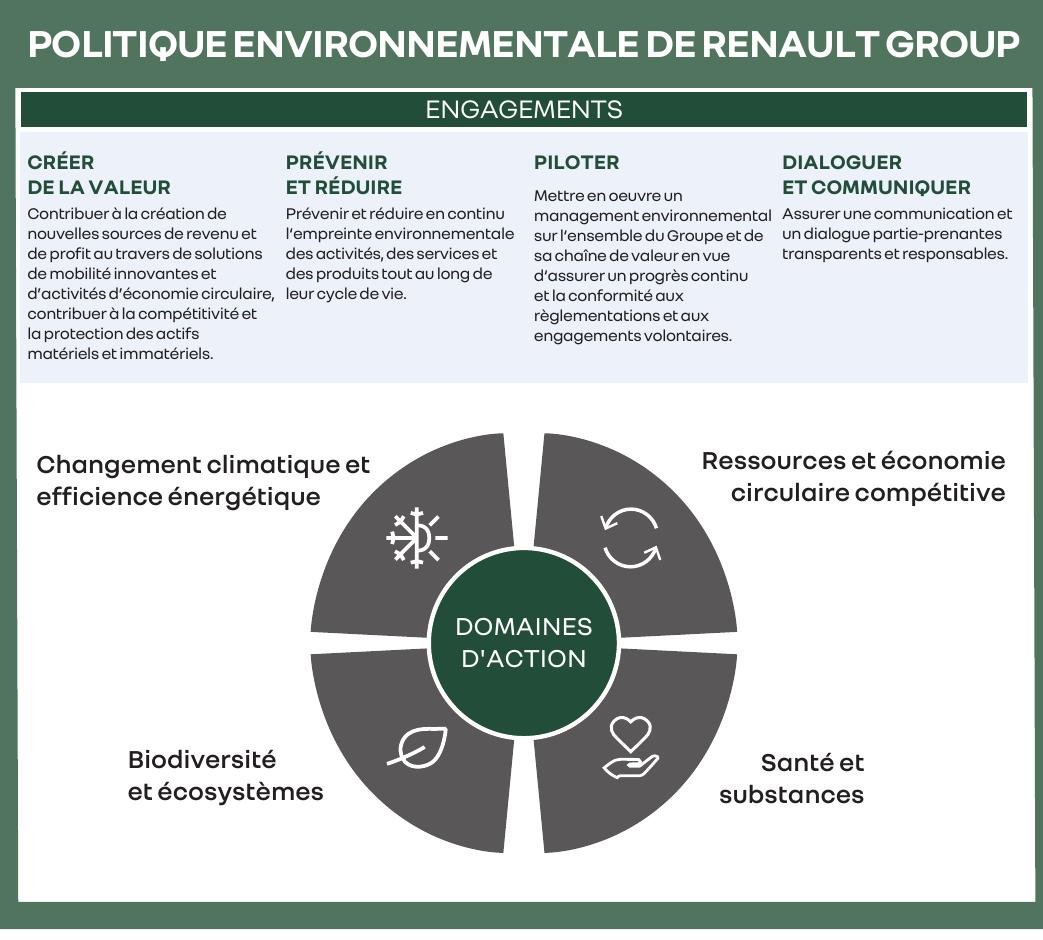 POLITIQUE ENVIRONNEMENTALE DE RENAULT GROUP
ENGAGEMENTS
CRÉER
DE LA VALEUR
Contribuer à la création de
nouvelles sources de revenu et
de profit au travers de solutions
de mobilité innovantes et
d'activités d'économie circulaire,
contribuer à la compétitivité et
la protection des actifs
matériels et immatériels.
PRÉVENIR
ET RÉDUIRE
Prévenir et réduire en continu
l'empreinte environnementale
des activités, des services et
des produits tout au long de
leur cycle de vie.
PILOTER
Mettre en oeuvre un
management environnemental
sur l'ensemble du Groupe et de
sa chaîne de valeur en vue
d'assurer un progrès continu
et la conformité aux
règlementations et aux
engagements volontaires.
DIALOGUER
ET COMMUNIQUER
Assurer une communication et
un dialogue partie-prenantes
transparents et responsables.
Changement climatique et
efficience énergétique
Ressources et économie
circulaire compétitive
DOMAINES
D'ACTION
Biodiversité
et écosystèmes
Santé et
substances